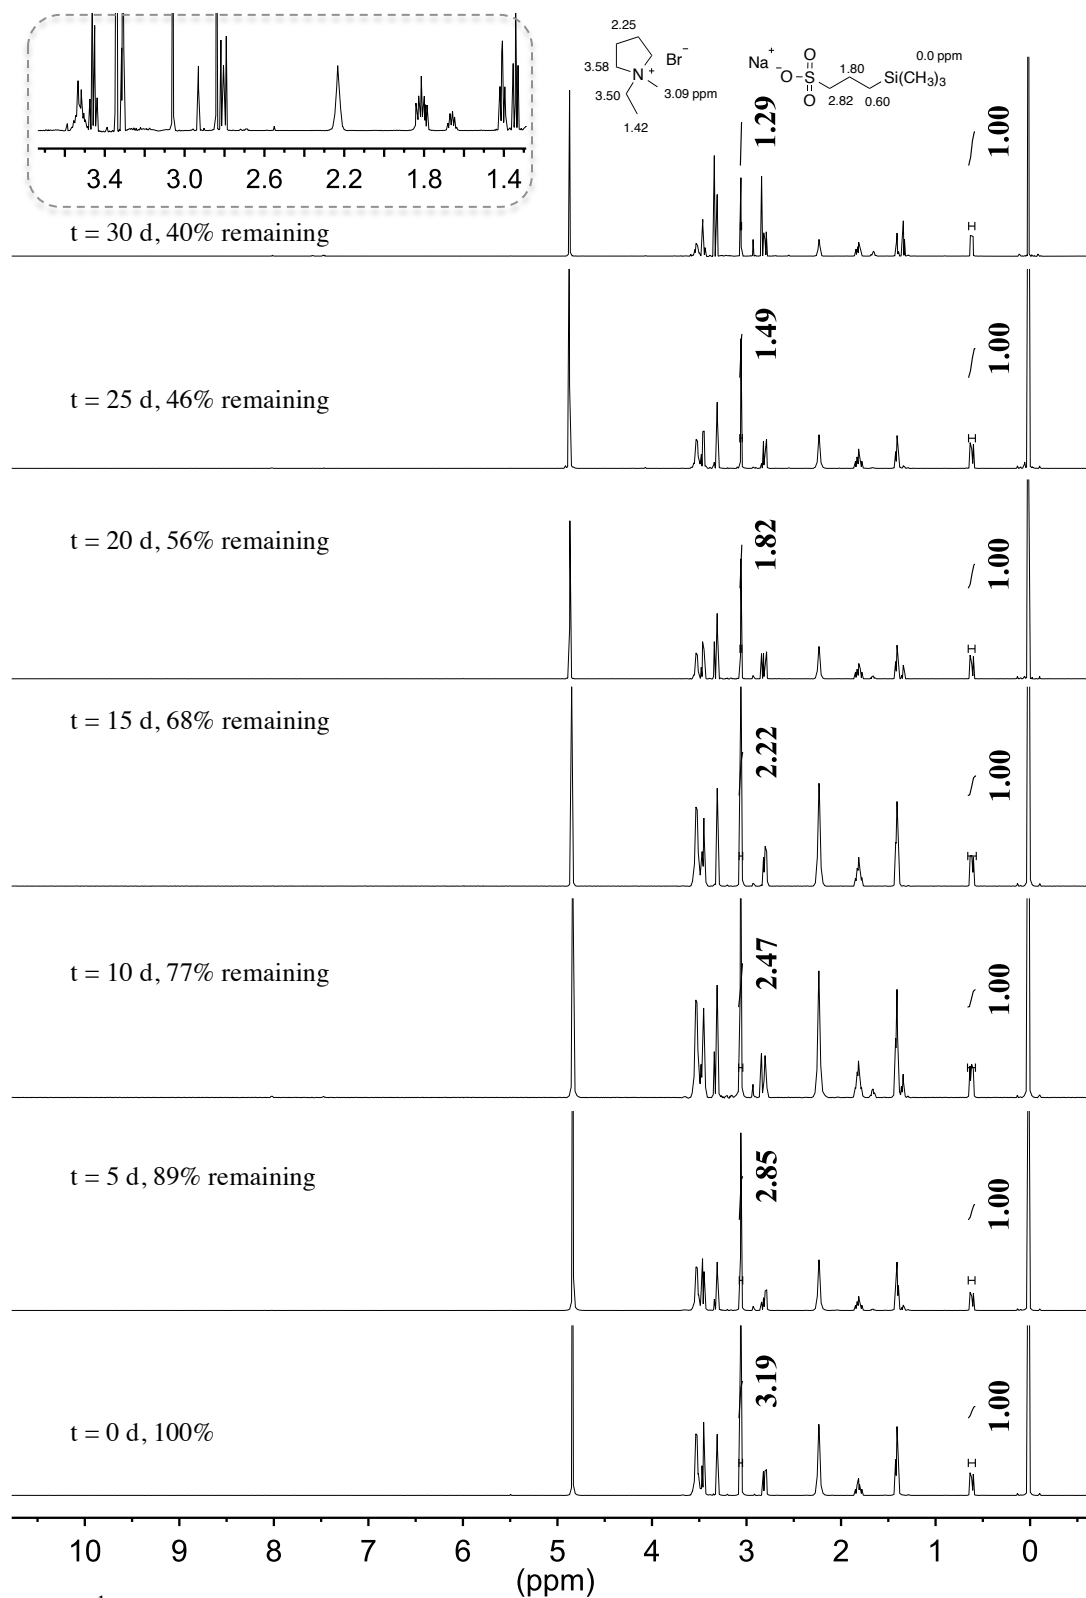 2.25
3.58
N
+
Br
−
3.50
3.09 ppm
1.42
Na
+
−
O
O
S
O
1.80
2.82
0.60
0.0 ppm
Si(CH3)3
3.4 3.0 2.6 2.2 1.8 1.4
t = 30 d, 40% remaining
1.29
1.00
t = 25 d, 46% remaining
1.49
1.00
t = 20 d, 56% remaining
1.82
1.00
t = 15 d, 68% remaining
2.22
1.00
t = 10 d, 77% remaining
2.47
1.00
t = 5 d, 89% remaining
2.85
1.00
t = 0 d, 100%
3.19
1.00
10 9 8 7 6 5 4 3 2 1 0
(ppm)